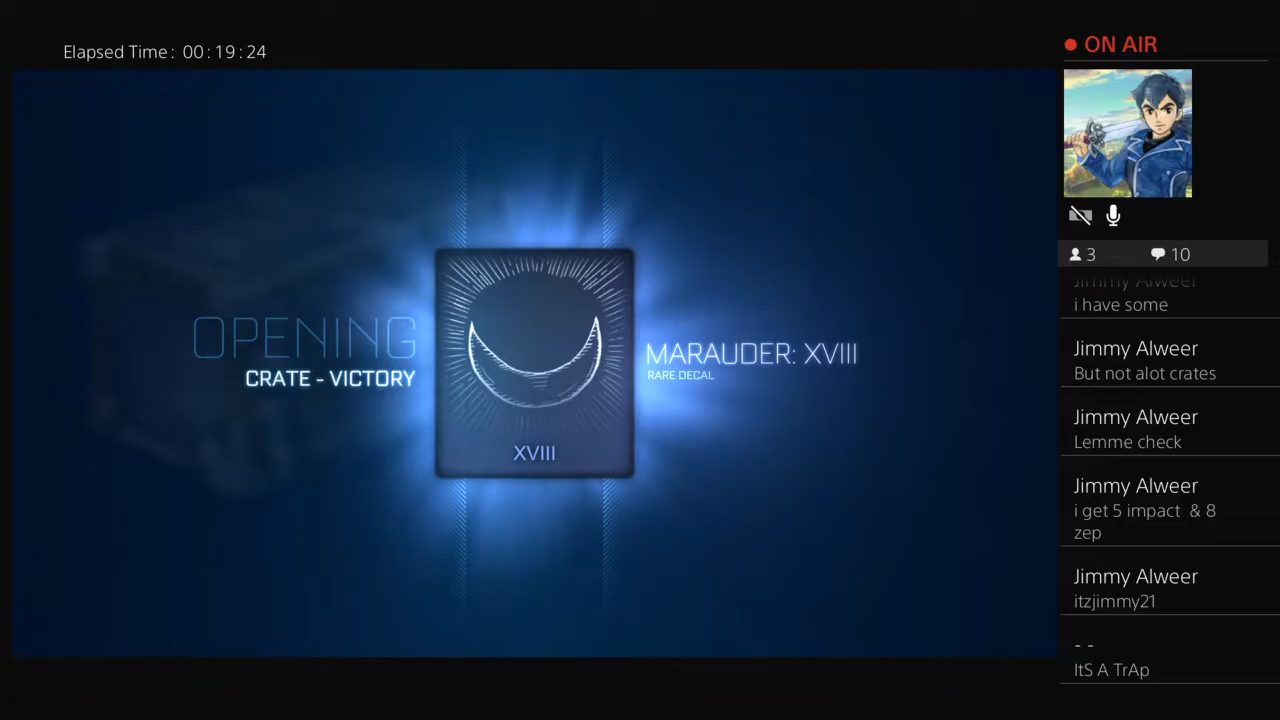 Elapsed Time: 00:19:24
ON AIR
3
10
OPENING
CRATE - VICTORY
XVIII
MARAUDER: XVIII
RARE DECAL
Jimmy Alweer
i have some
Jimmy Alweer
But not alot crates
Jimmy Alweer
Lemme check
Jimmy Alweer
i get 5 impact & 8
zep
Jimmy Alweer
itzjimmy21
- -
ItS A TrAp